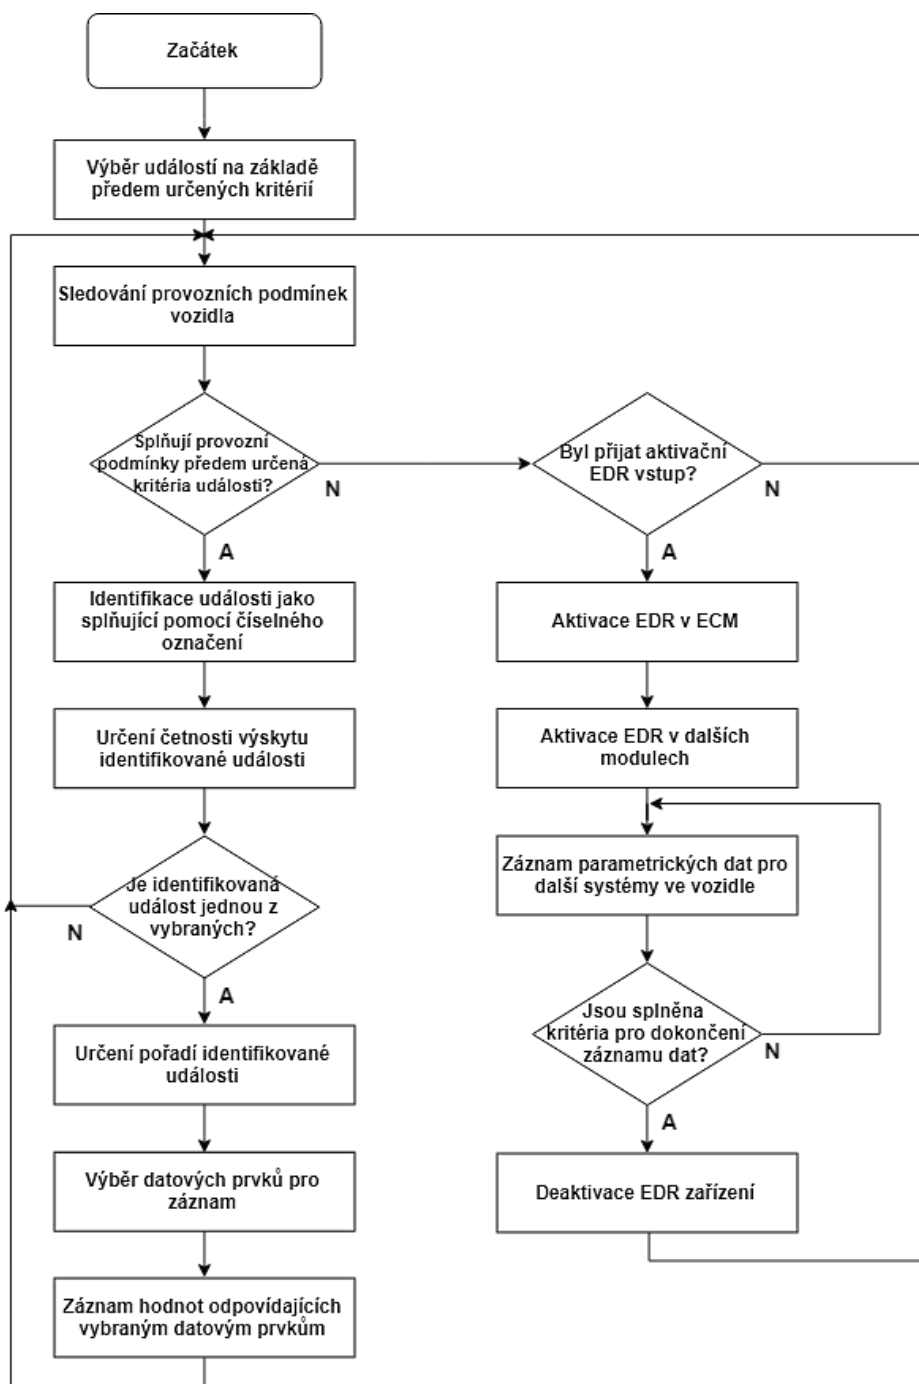 Začátek
Výběr událostí na základě
předem určených kritérií
Sledování provozních podmínek
vozidla
Splňují provozní
podmínky předem určená
kritéria události?
N
A
Byl přijat aktivační
EDR vstup?
N
A
Identifikace události jako
splňující pomocí číselného
označení
Aktivace EDR v ECM
Určení četnosti výskytu
identifikované události
Aktivace EDR v dalších
modulech
Je identifikovaná
událost jednou z
vybraných?
N
A
Záznam parametrických dat pro
další systémy ve vozidle
Jsou splněna
kritéria pro dokončení
záznamu dat?
N
A
Určení pořadí identifikované
události
Výběr datových prvků pro
záznam
Deaktivace EDR zařízení
Záznam hodnot odpovídajících
vybraným datovým prvkům